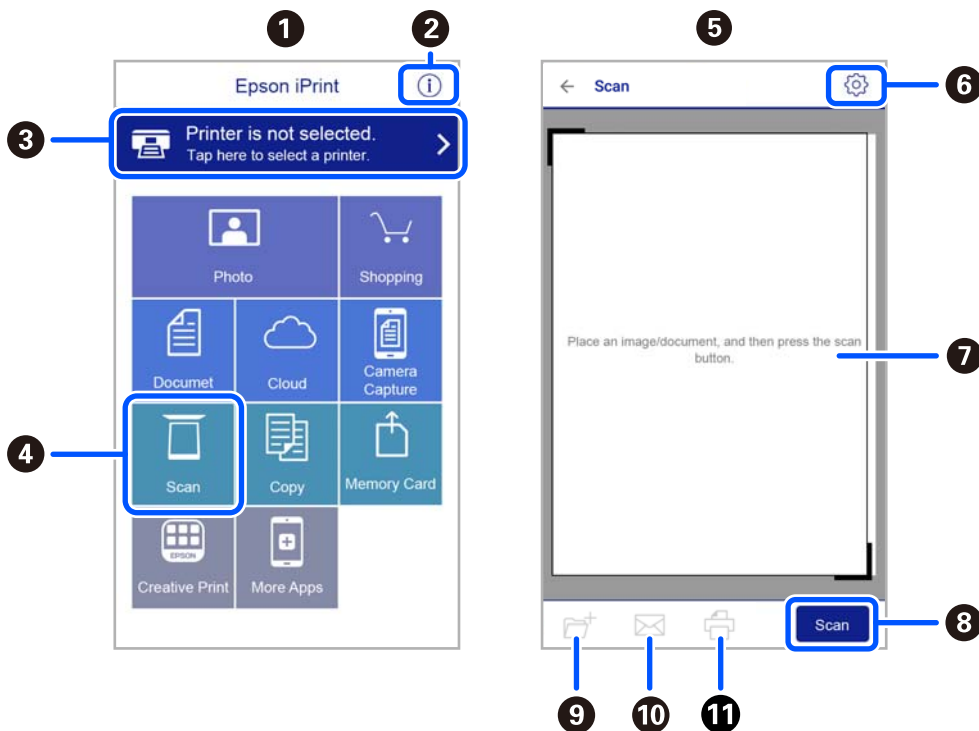 1
2
5
Epson iPrint
Scan
6
3
Printer is not selected.
Tap here to select a printer.
Photo
Shopping
Place an image/document, and then press the scan
button.
7
Documet
Cloud
Camera
Capture
4
Scan
Copy
Memory Card
EPSON
Creative Print
More Apps
Scan
8
9
10
11